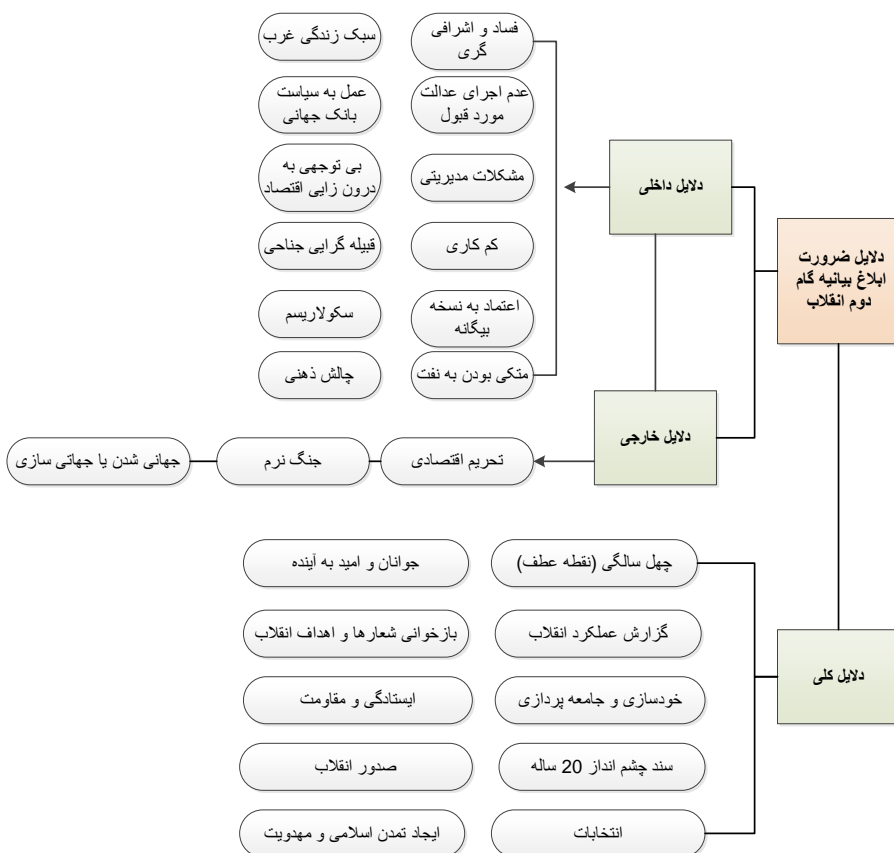 دلایل ضرورت
ابلاغ بیانیه گام
دوم انقلاب
دلایل داخلی
فساد و اشرافی
گری
سبک زندگی غرب
عدم اجرای عدالت
مورد قبول
عمل به سیاست
بانک جهانی
مشکلات مدیریتی
بی توجهی به
درون زایی اقتصاد
کم کاری
قبیله گرایی جناحی
اعتماد به نسخه
بیگانه
سکولاریسم
متکی بودن به نفت
چالش ذهنی
دلایل خارجی
تحریم اقتصادی
جنگ نرم
جهانی شدن یا جهاتی سازی
دلایل کلی
چهل سالگی (نقطه عطف)
جوانان و امید به آینده
گزارش عملکرد انقلاب
بازخوانی شعارها و اهداف انقلاب
خودسازی و جامعه پردازی
ایستادگی و مقاومت
سند چشم انداز 20 ساله
صدور انقلاب
انتخابات
ایجاد تمدن اسلامی و مهدویت